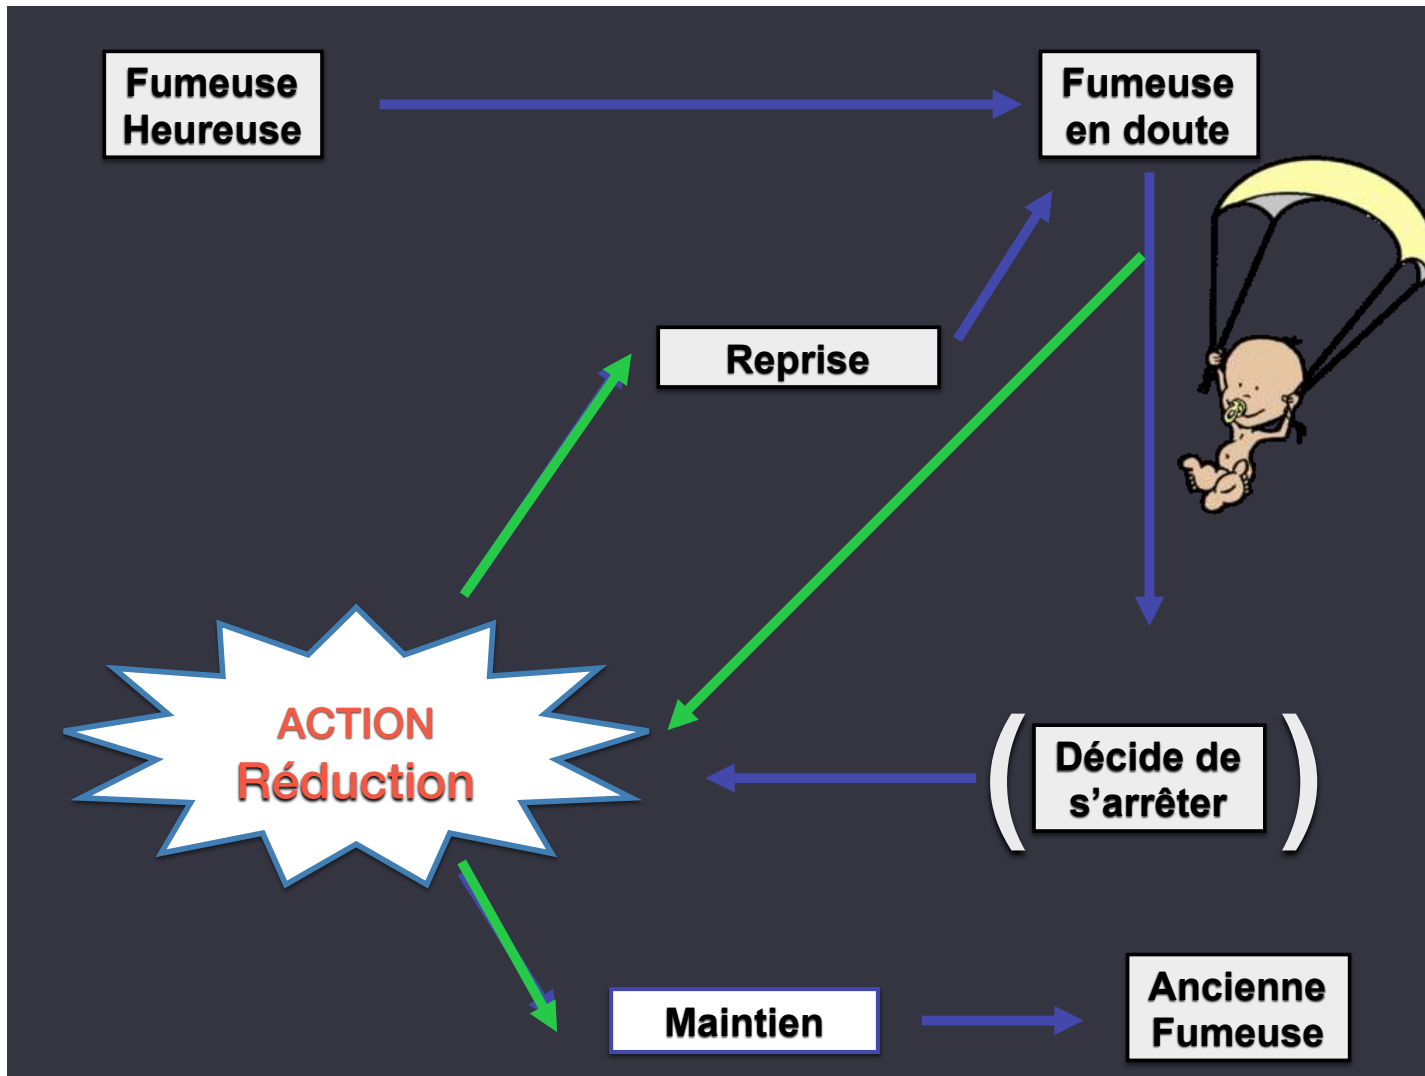 Fumeuse
Heureuse
Fumeuse
en doute
Reprise
ACTION
Réduction
( Décide de
s’arrêter )
Maintien
Ancienne
Fumeuse